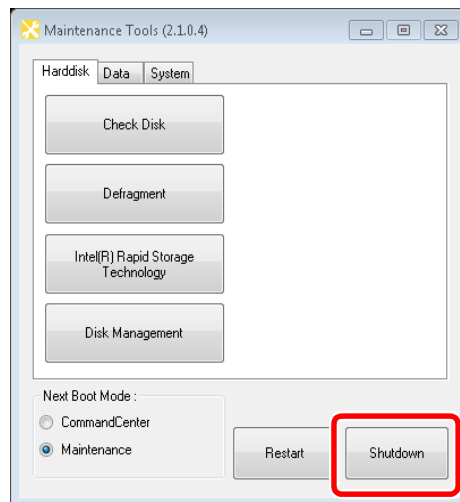 Maintenance Tools (2.1.0.4)
Harddisk Data System
Check Disk
Defragment
Intel(R) Rapid Storage
Technology
Disk Management
Next Boot Mode :
CommandCenter
Maintenance
Restart
Shutdown